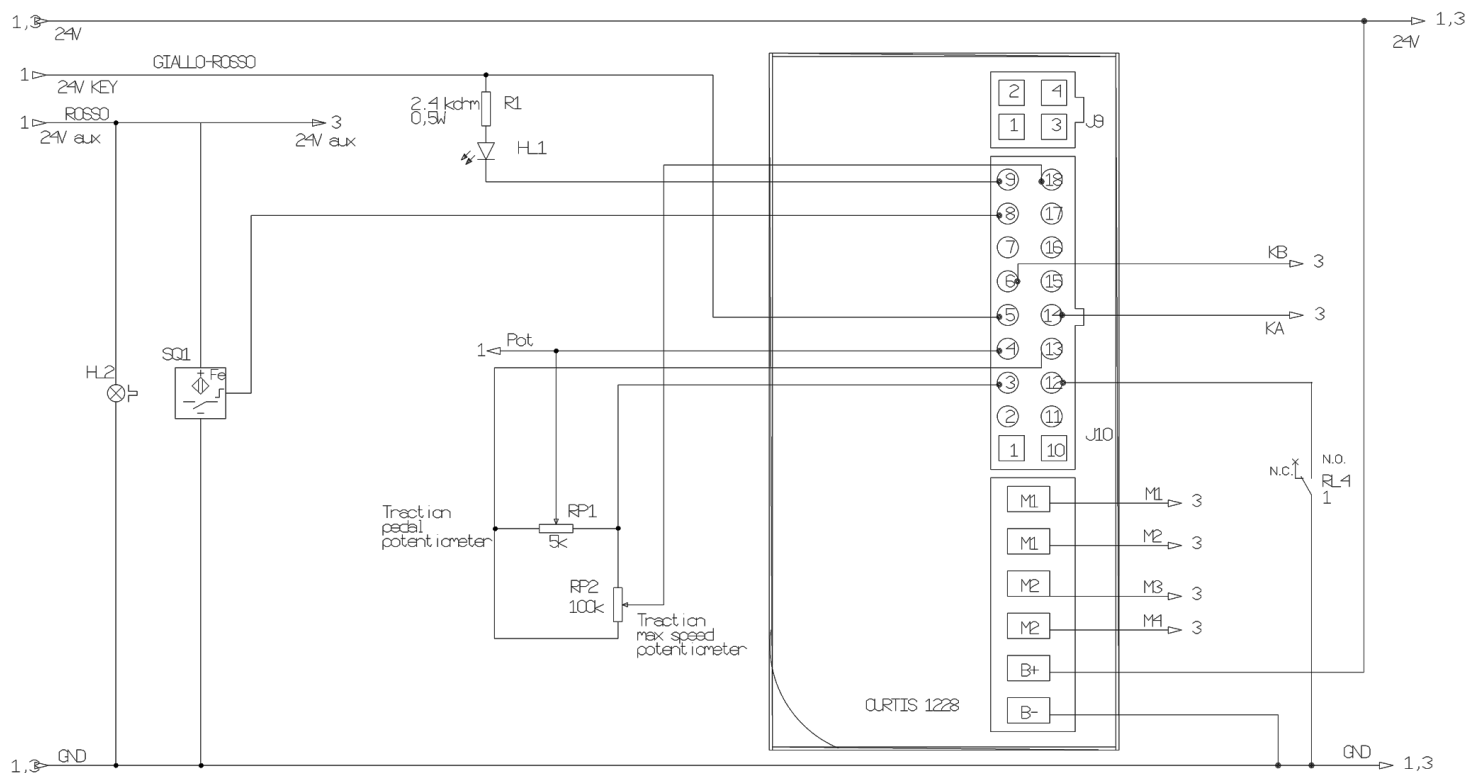 1,3
24V
1,3
24V
GIALLO-ROSSO
1
24V KEY
2.4 kohm
0,5W
R1
HL1
ROSSO
1
24V aux
3
24V aux
2 4
1 3
J9
9 18
8 17
7 16
6 15
5 14
4 13
3 12
2 11
1 10
J10
KB
3
KA
3
1
Pot
SQ1
Fe
HL2
Traction
pedal
potentiometer
RP1
5k
RP2
100k
Traction
max speed
potentiometer
N.C.
N.O.
RL4
1
M1 M1 3
M1 M2 3
M2 M3 3
M2 M4 3
B+
B-
CURTIS 1228
1,3
GND
GND
1,3